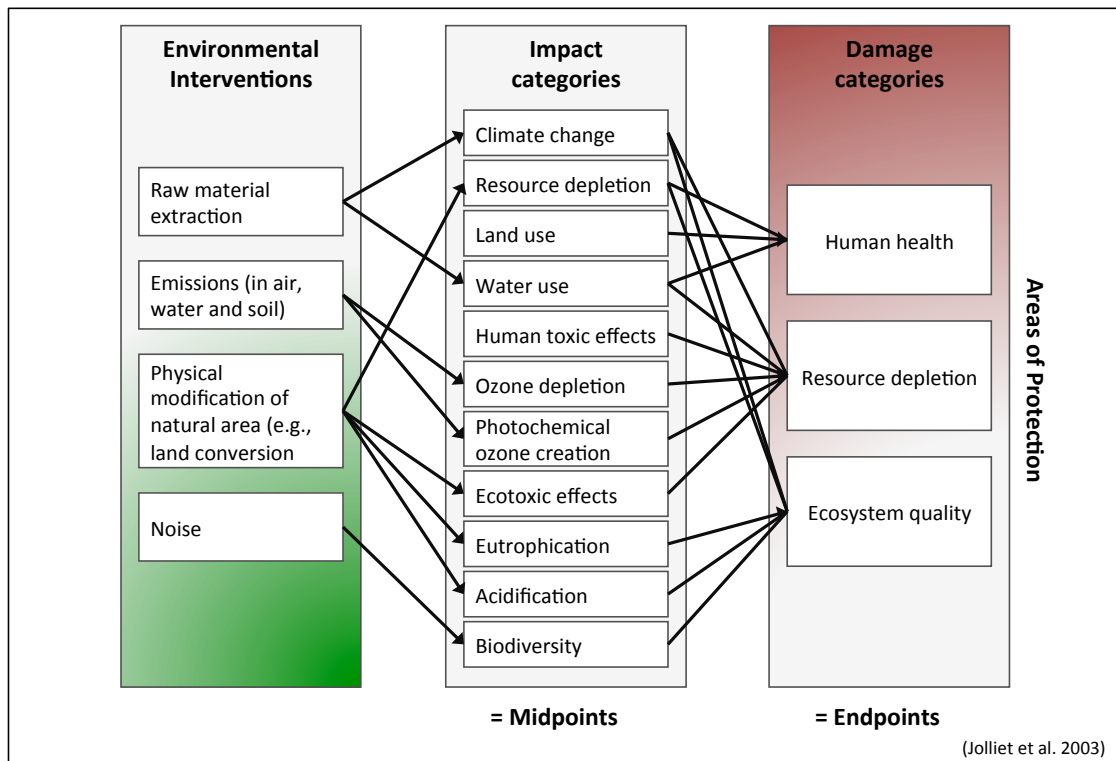 Environmental
Interventions
Raw material
extraction
Emissions (in air,
water and soil)
Physical
modification of
natural area (e.g.,
land conversion
Noise
Impact
categories
Climate change
Resource depletion
Land use
Water use
Human toxic effects
Ozone depletion
Photochemical
ozone creation
Ecotoxic effects
Eutrophication
Acidification
Biodiversity
= Midpoints
Damage
categories
Human health
Resource depletion
Ecosystem quality
= Endpoints
Areas of Protection
(Jolliet et al. 2003)